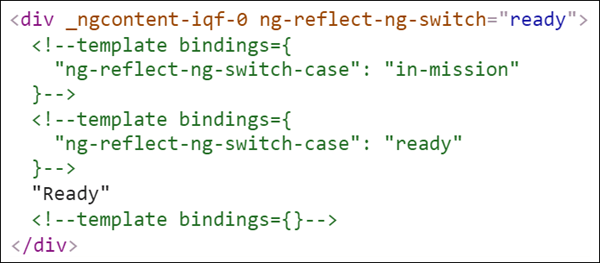 <div _ngcontent-iqf-0 ng-reflect-ng-switch="ready">
<!--template bindings={
"ng-reflect-ng-switch-case": "in-mission"
}-->
<!--template bindings={
"ng-reflect-ng-switch-case": "ready"
}-->
"Ready"
<!--template bindings={}-->
</div>